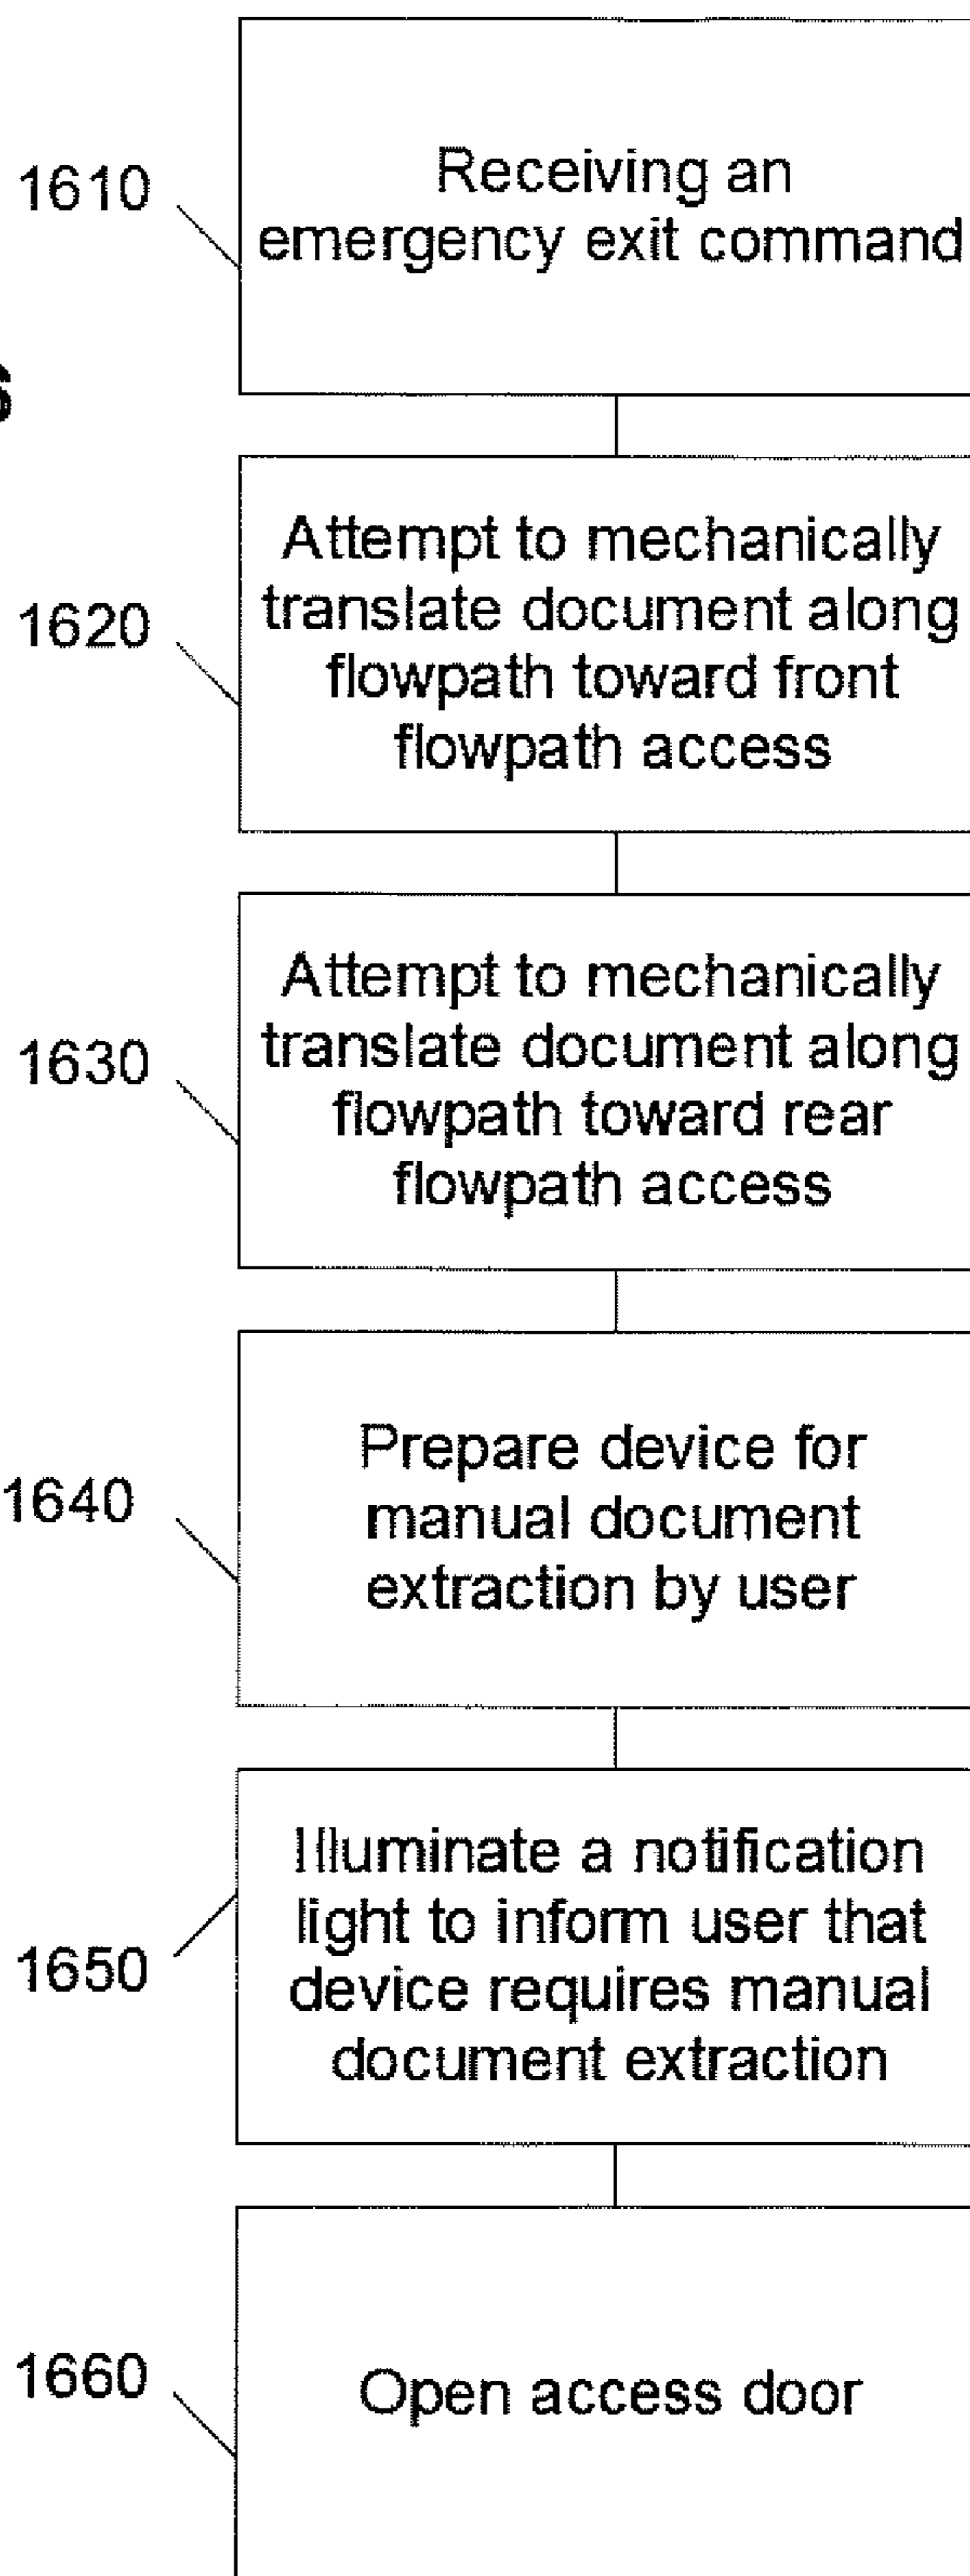 1610
Receiving an
emergency exit command
1620
Attempt to mechanically
translate document along
flowpath toward front
flowpath access
1630
Attempt to mechanically
translate document along
flowpath toward rear
flowpath access
1640
Prepare device for
manual document
extraction by user
1650
Illuminate a notification
light to inform user that
device requires manual
document extraction
1660
Open access door